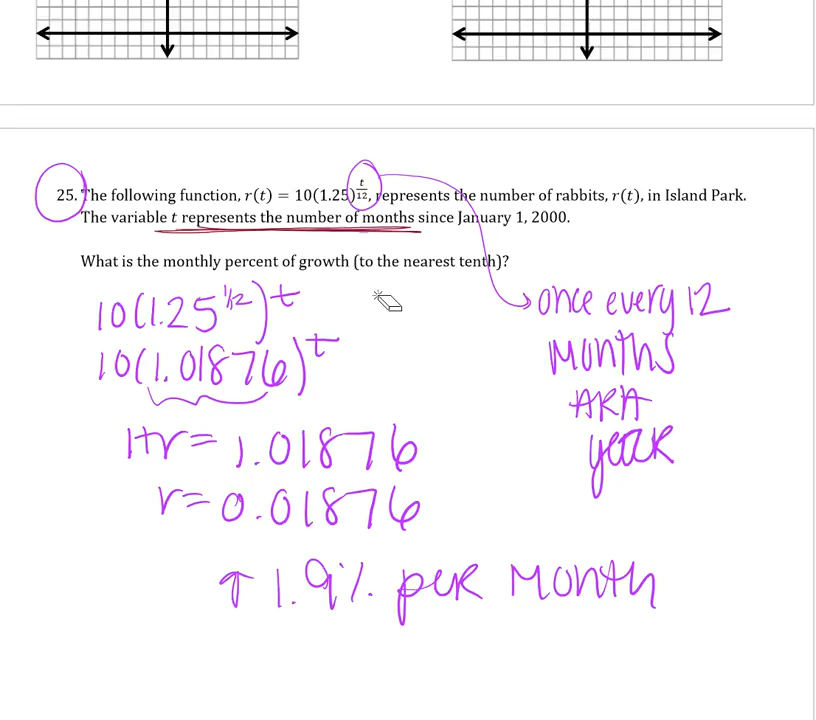 25. The following function, r(t) = 10(1.25)^(t/12), represents the number of rabbits, r(t), in Island Park.
The variable t represents the number of months since January 1, 2000.
What is the monthly percent of growth (to the nearest tenth)?
10(1.25^(1/12))^t
once every 12
10(1.01876)^t
months
AKA
1+r = 1.01876
year
r = 0.01876
↑ 1.9% per month